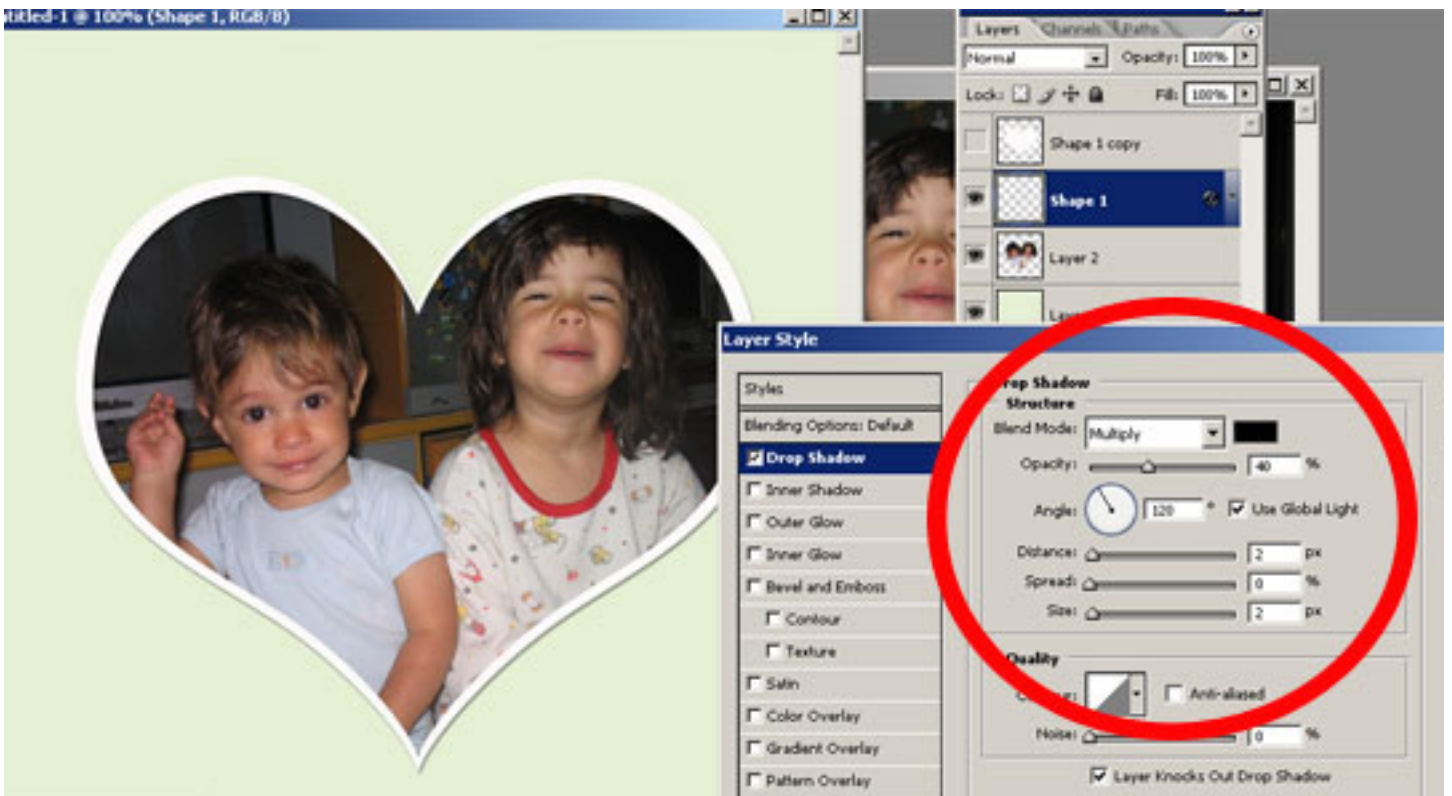 titled-1 @ 100% (Shape 1, RGB/8)
Layers Channels Paths
Normal Opacity: 100%
Lock: Fill: 100%
Shape 1 copy
Shape 1
Layer 2
Layer Style
Styles
Blending Options: Default
Drop Shadow
Inner Shadow
Outer Glow
Inner Glow
Bevel and Emboss
Contour
Texture
Satin
Color Overlay
Gradient Overlay
Pattern Overlay
rop Shadow
Structure
Blend Mode: Multiply
Opacity: 40 %
Angle: 120 ° Use Global Light
Distance: 2 px
Spread: 0 %
Size: 2 px
Quality
Anti-aliased
Noise: 0 %
Layer Knocks Out Drop Shadow